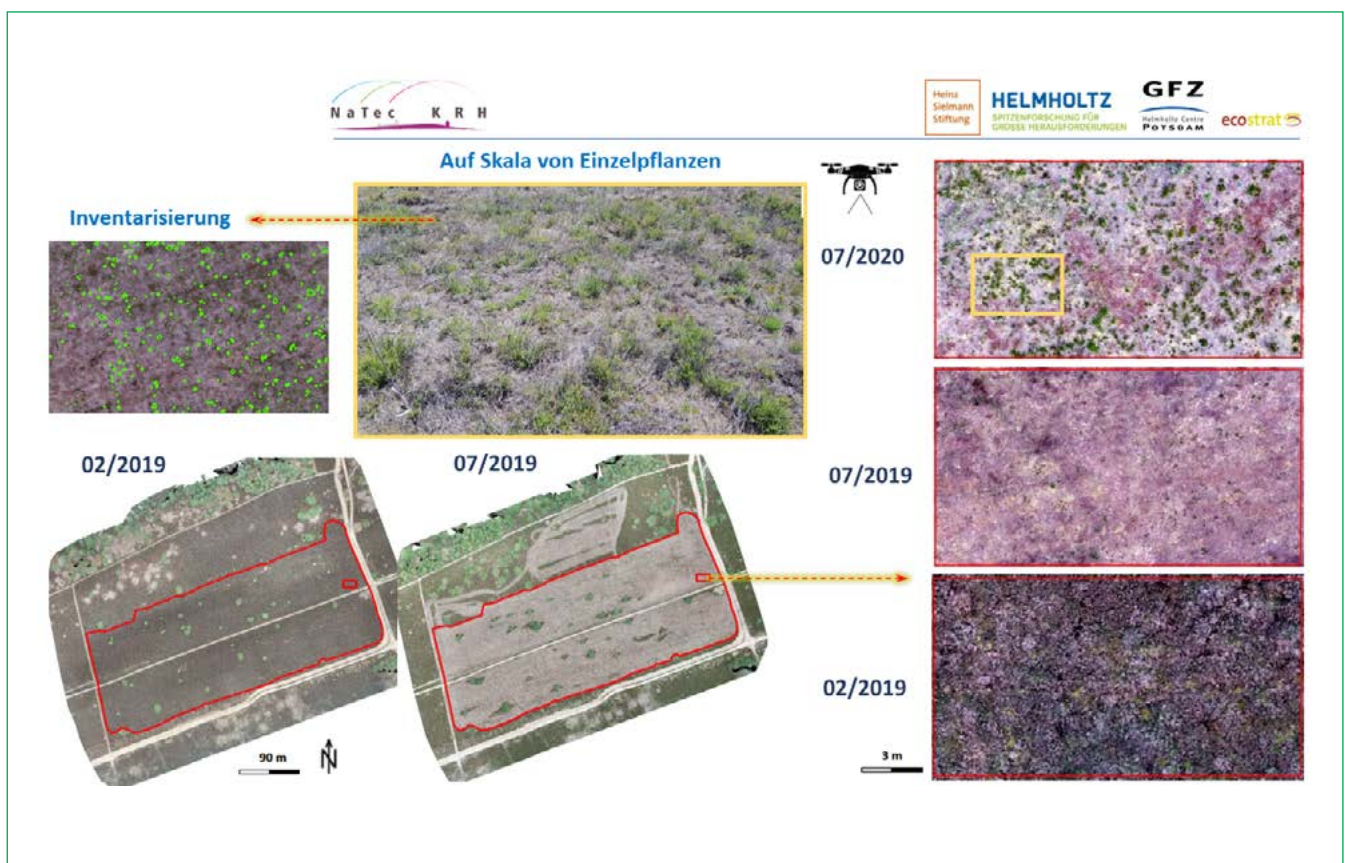 NaTec KRH
Heinz
Sielmann
Stiftung
HELMHOLTZ
SPITZENFORSCHUNG FÜR
GROSSE HERAUSFORDERUNGEN
GFZ
Helmholtz Centre
POTSDAM
ecostrat
Auf Skala von Einzelpflanzen
Inventarisierung
07/2020
02/2019
07/2019
07/2019
02/2019
90 m
N
3 m